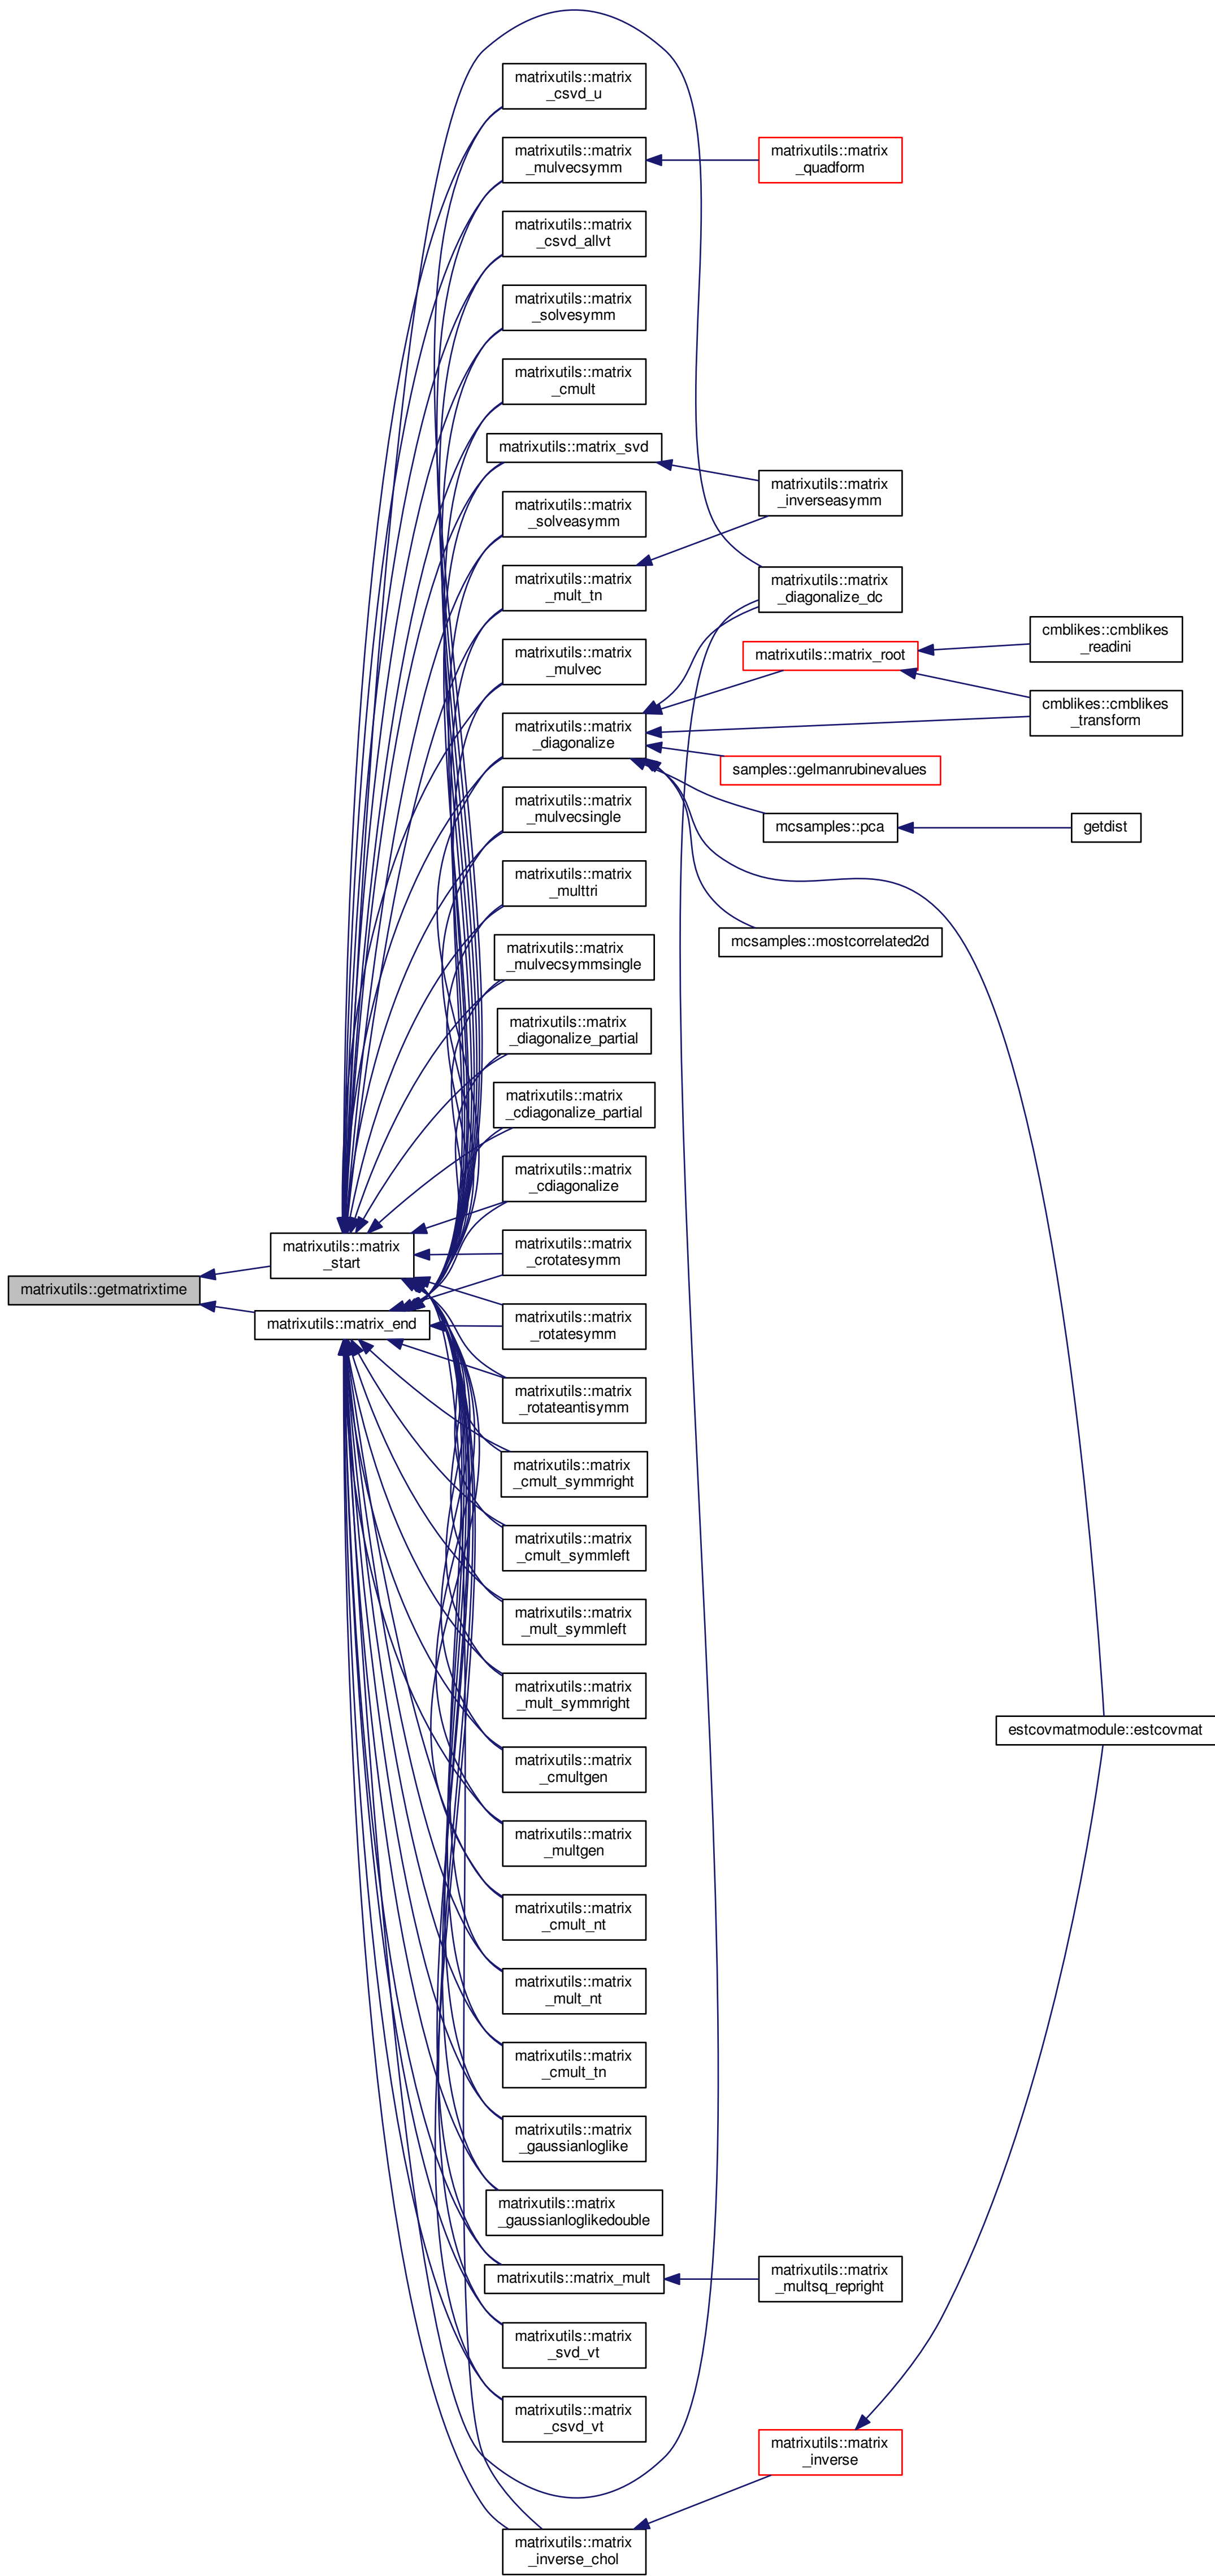 matrixutils::getmatrixtime
matrixutils::matrix
_start
matrixutils::matrix_end
matrixutils::matrix
_csvd_u
matrixutils::matrix
_mulvecsymm
matrixutils::matrix
_csvd_allvt
matrixutils::matrix
_solvesymm
matrixutils::matrix
_cmult
matrixutils::matrix_svd
matrixutils::matrix
_solveasymm
matrixutils::matrix
_mult_tn
matrixutils::matrix
_mulvec
matrixutils::matrix
_diagonalize
matrixutils::matrix
_mulvecsingle
matrixutils::matrix
_multtri
matrixutils::matrix
_mulvecsymmsingle
matrixutils::matrix
_diagonalize_partial
matrixutils::matrix
_cdiagonalize_partial
matrixutils::matrix
_cdiagonalize
matrixutils::matrix
_crotatesymm
matrixutils::matrix
_rotatesymm
matrixutils::matrix
_rotateantisymm
matrixutils::matrix
_cmult_symmright
matrixutils::matrix
_cmult_symmleft
matrixutils::matrix
_mult_symmleft
matrixutils::matrix
_mult_symmright
matrixutils::matrix
_cmultgen
matrixutils::matrix
_multgen
matrixutils::matrix
_cmult_nt
matrixutils::matrix
_mult_nt
matrixutils::matrix
_cmult_tn
matrixutils::matrix
_gaussianloglike
matrixutils::matrix
_gaussianloglikedouble
matrixutils::matrix_mult
matrixutils::matrix
_svd_vt
matrixutils::matrix
_csvd_vt
matrixutils::matrix
_inverse_chol
matrixutils::matrix
_quadform
matrixutils::matrix
_inverseasymm
matrixutils::matrix
_diagonalize_dc
matrixutils::matrix_root
samples::gelmanrubinevalues
mcsamples::pca
mcsamples::mostcorrelated2d
matrixutils::matrix
_multsq_repright
matrixutils::matrix
_inverse
cmblikes::cmblikes
_readini
cmblikes::cmblikes
_transform
getdist
estcovmatmodule::estcovmat